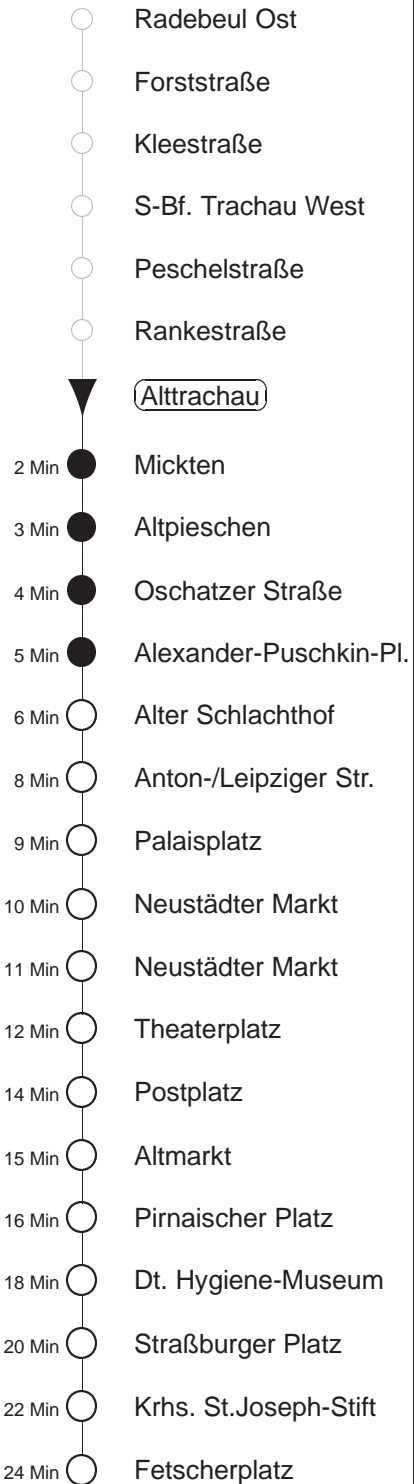 Radebeul Ost
Forststraße
Kleestraße
S-Bf. Trachau West
Peschelstraße
Rankestraße
Alttrachau
2 Min Mickten
3 Min Altpieschen
4 Min Oschatzer Straße
5 Min Alexander-Puschkin-Pl.
6 Min Alter Schlachthof
8 Min Anton-/Leipziger Str.
9 Min Palaisplatz
10 Min Neustädter Markt
11 Min Neustädter Markt
12 Min Theaterplatz
14 Min Postplatz
15 Min Altmarkt
16 Min Pirnaischer Platz
18 Min Dt. Hygiene-Museum
20 Min Straßburger Platz
22 Min Krhs. St.Joseph-Stift
24 Min Fetscherplatz